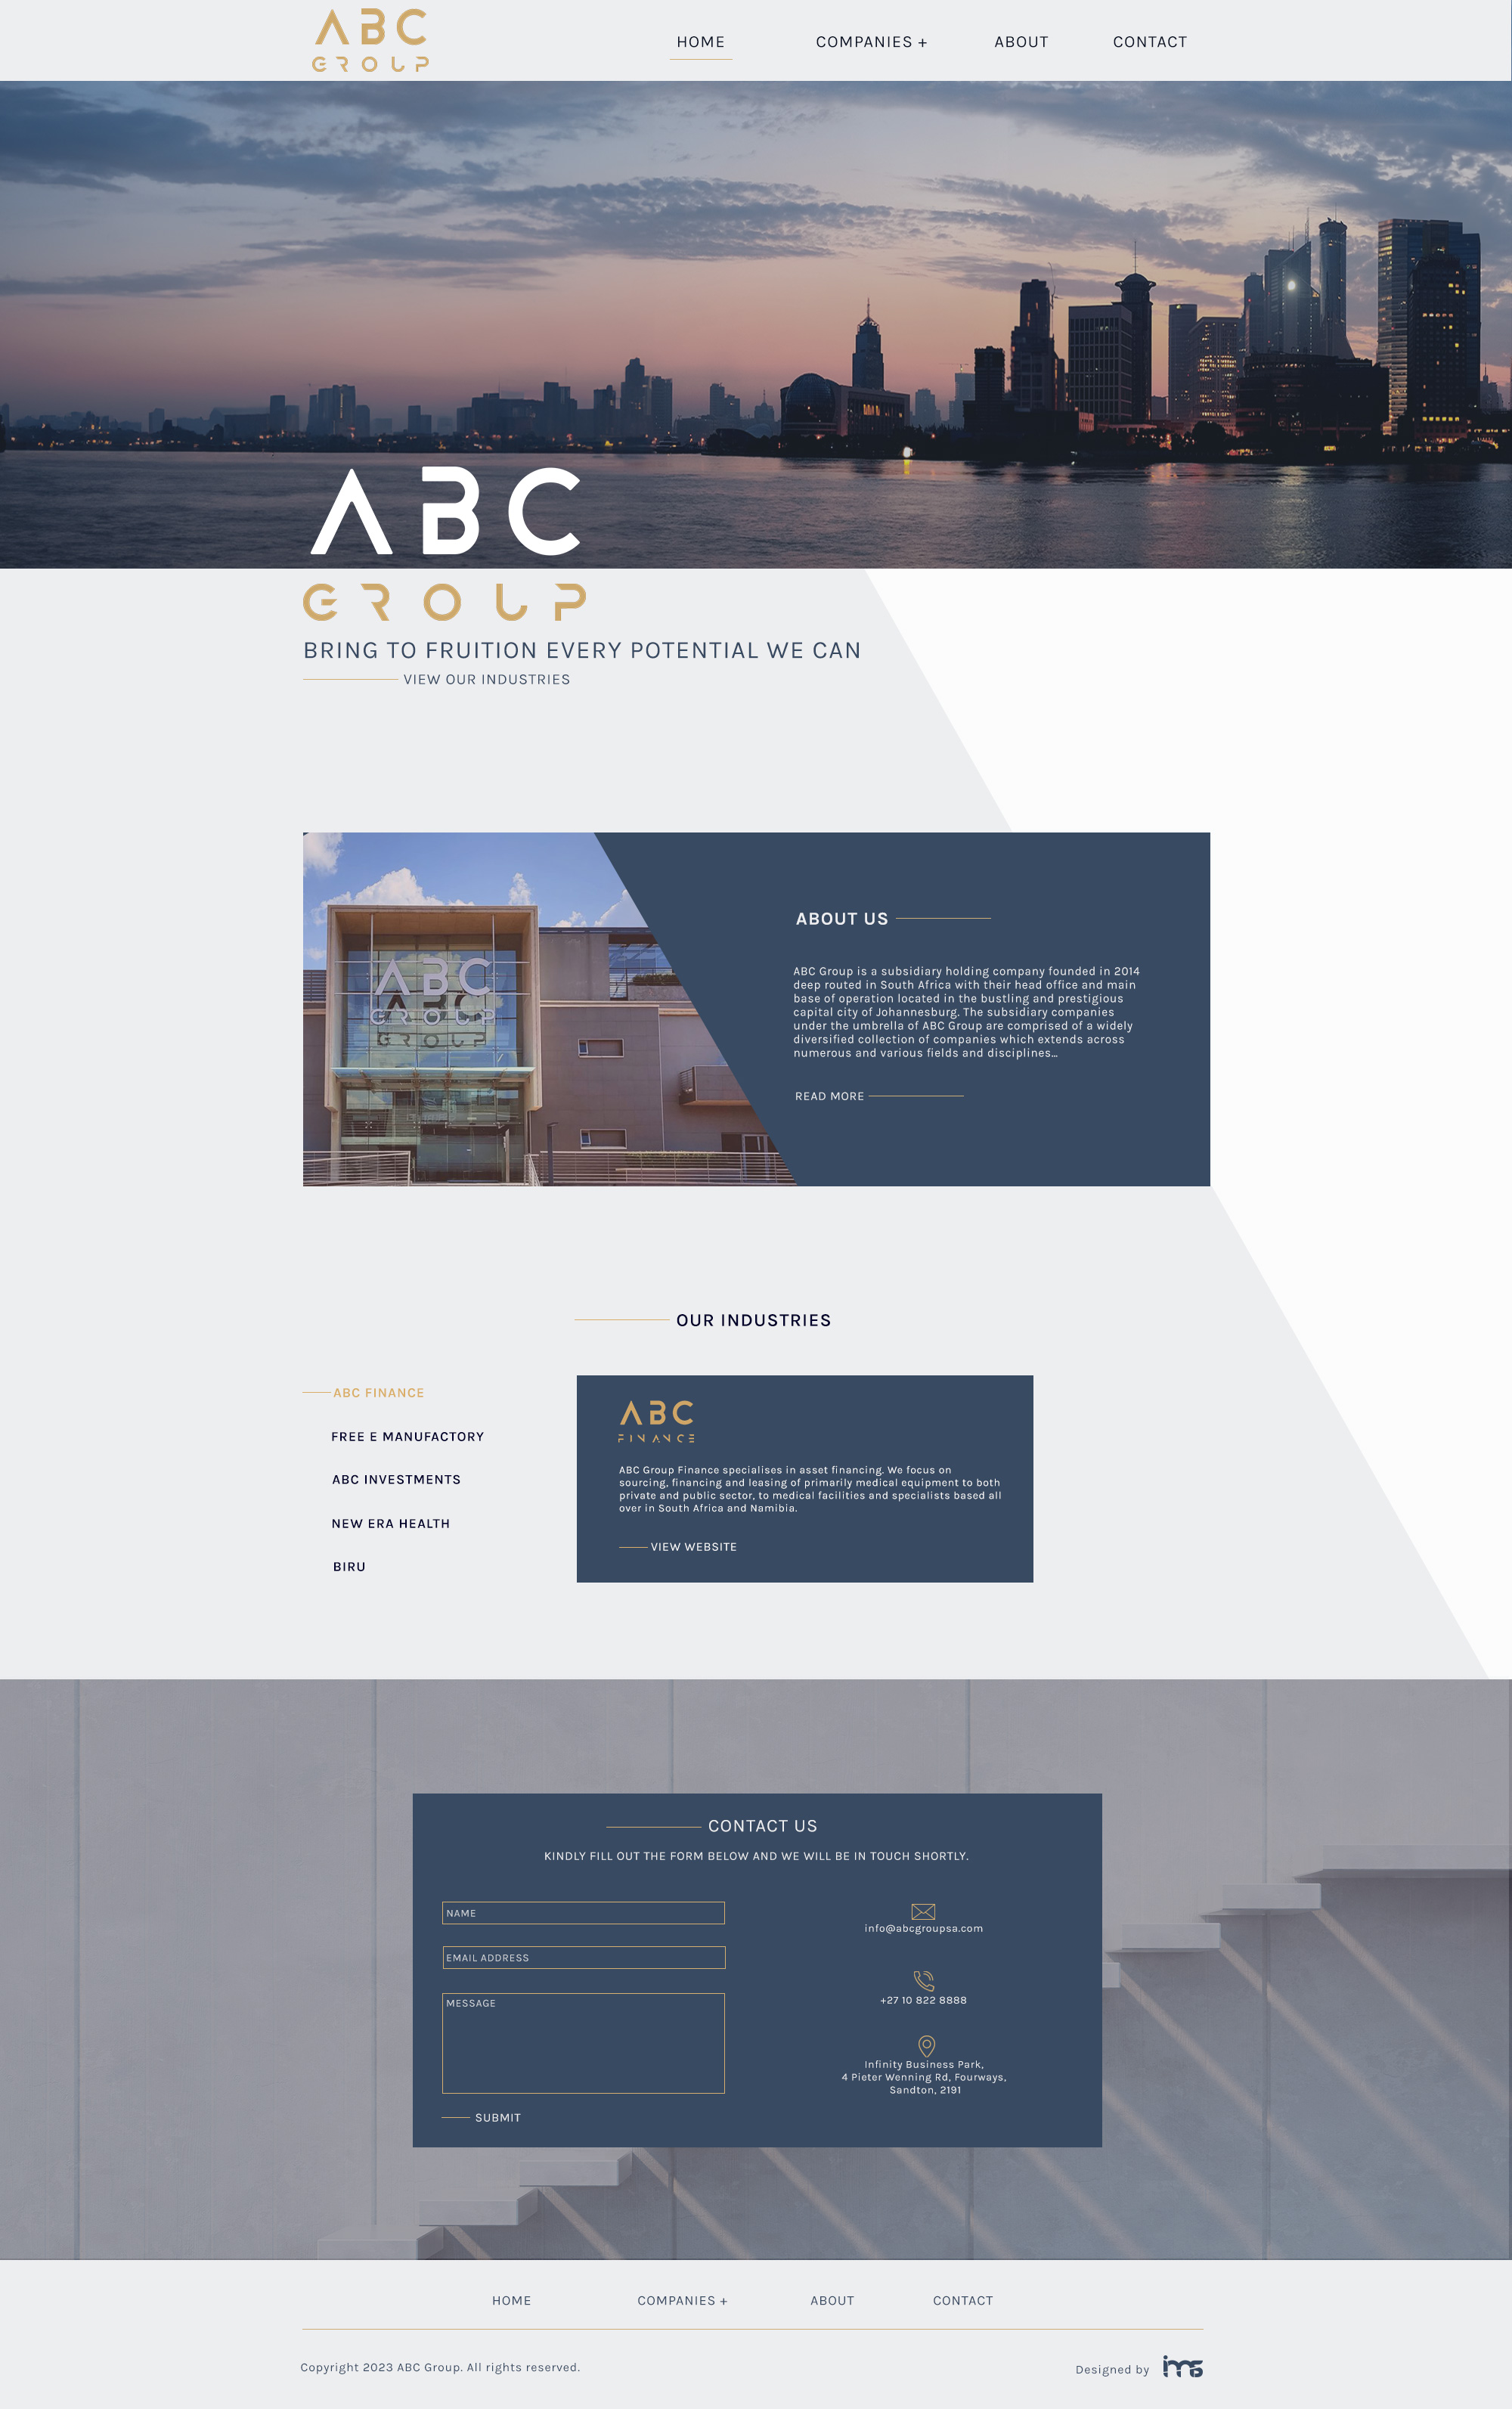 ABC
GROUP
HOME
COMPANIES +
ABOUT
CONTACT
ABC
GROUP
BRING TO FRUITION EVERY POTENTIAL WE CAN
VIEW OUR INDUSTRIES
ABC
GROUP
ABOUT US
ABC Group is a subsidiary holding company founded in 2014
deep routed in South Africa with their head office and main
base of operation located in the bustling and prestigious
capital city of Johannesburg. The subsidiary companies
under the umbrella of ABC Group are comprised of a widely
diversified collection of companies which extends across
numerous and various fields and disciplines...
READ MORE
OUR INDUSTRIES
ABC FINANCE
FREE E MANUFACTORY
ABC INVESTMENTS
NEW ERA HEALTH
BIRU
ABC
FINANCE
ABC Group Finance specialises in asset financing. We focus on
sourcing, financing and leasing of primarily medical equipment to both
private and public sector, to medical facilities and specialists based all
over in South Africa and Namibia.
VIEW WEBSITE
CONTACT US
KINDLY FILL OUT THE FORM BELOW AND WE WILL BE IN TOUCH SHORTLY.
NAME
EMAIL ADDRESS
MESSAGE
SUBMIT
info@abcgroupsa.com
+27 10 822 8888
Infinity Business Park,
4 Pieter Wenning Rd, Fourways,
Sandton, 2191
HOME
COMPANIES +
ABOUT
CONTACT
Copyright 2023 ABC Group. All rights reserved.
Designed by